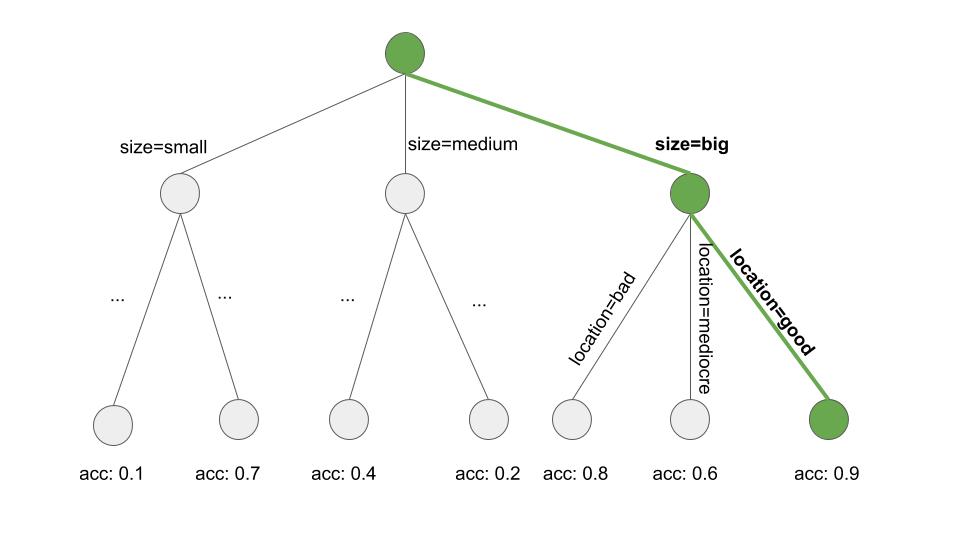 size=small
size=medium
size=big
...
...
...
...
location=bad
location=mediocre
location=good
acc: 0.1
acc: 0.7
acc: 0.4
acc: 0.2
acc: 0.8
acc: 0.6
acc: 0.9